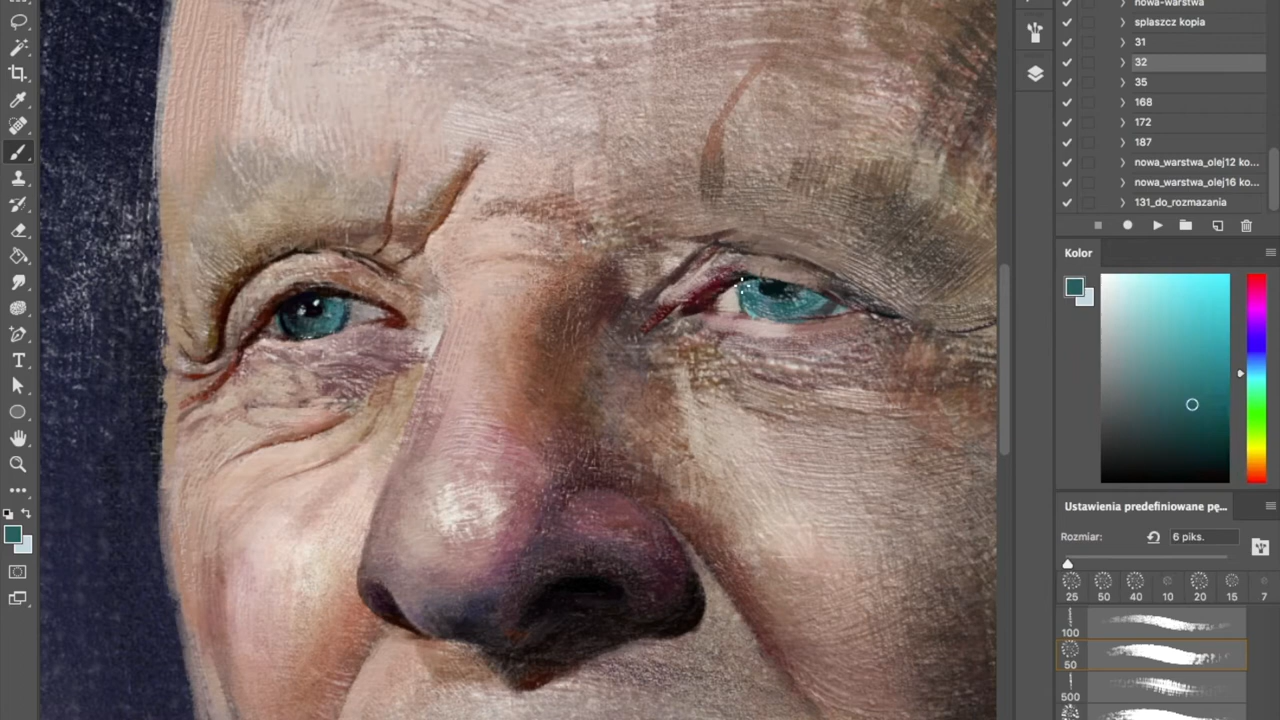 nowa-warstwa
splaszcz kopia
31
32
35
168
172
187
nowa_warstwa_olej12 ko...
nowa_warstwa_olej16 ko...
131_do_rozmazania
Kolor
Ustawienia predefiniowane pę...
Rozmiar:
6 piks.
25 50 40 10 20 15 7
100
50
500